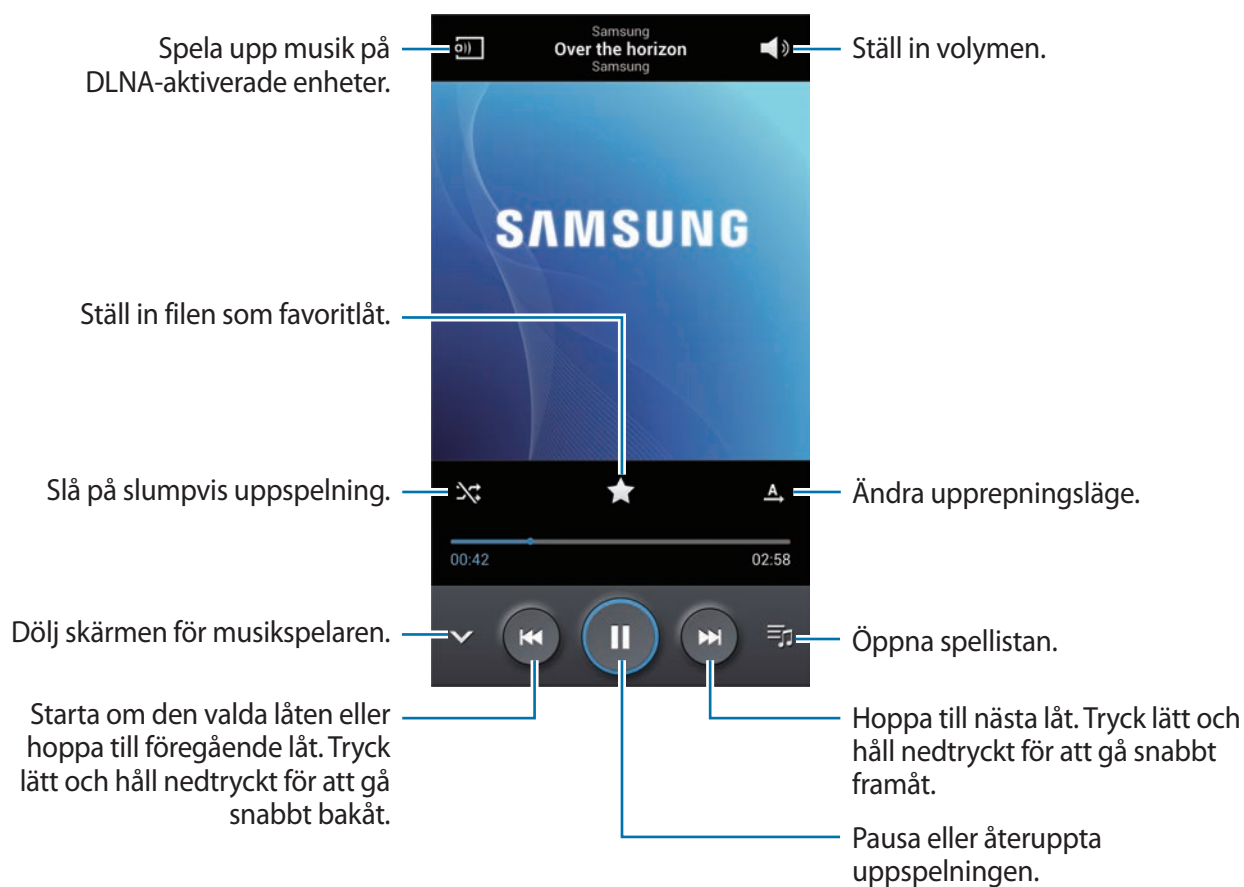 Spela upp musik på
DLNA-aktiverade enheter.
Samsung
Over the horizon
Samsung
Ställ in volymen.
SAMSUNG
Ställ in filen som favoritlåt.
Slå på slumpvis uppspelning.
A
Ändra upprepningsläge.
00:42
02:58
Dölj skärmen för musikspelaren.
Öppna spellistan.
Starta om den valda låten eller
hoppa till föregående låt. Tryck
lätt och håll nedtryckt för att gå
snabbt bakåt.
Hoppa till nästa låt. Tryck lätt och
håll nedtryckt för att gå snabbt
framåt.
Pausa eller återuppta
uppspelningen.